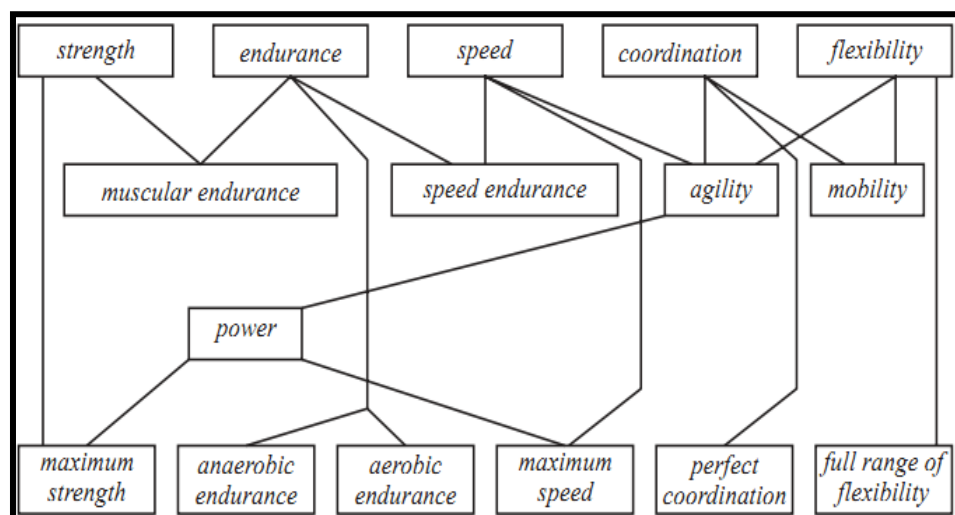 strength
endurance
speed
coordination
flexibility
muscular endurance
speed endurance
agility
mobility
power
maximum
strength
anaerobic
endurance
aerobic
endurance
maximum
speed
perfect
coordination
full range of
flexibility